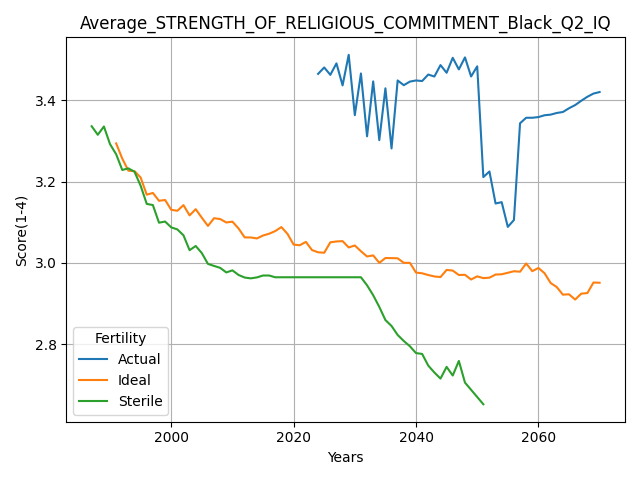 Average_STRENGTH_OF_RELIGIOUS_COMMITMENT_Black_Q2_IQ
Score(1-4)
3.4
3.2
3.0
2.8
Fertility
Actual
Ideal
Sterile
2000 2020 2040 2060
Years